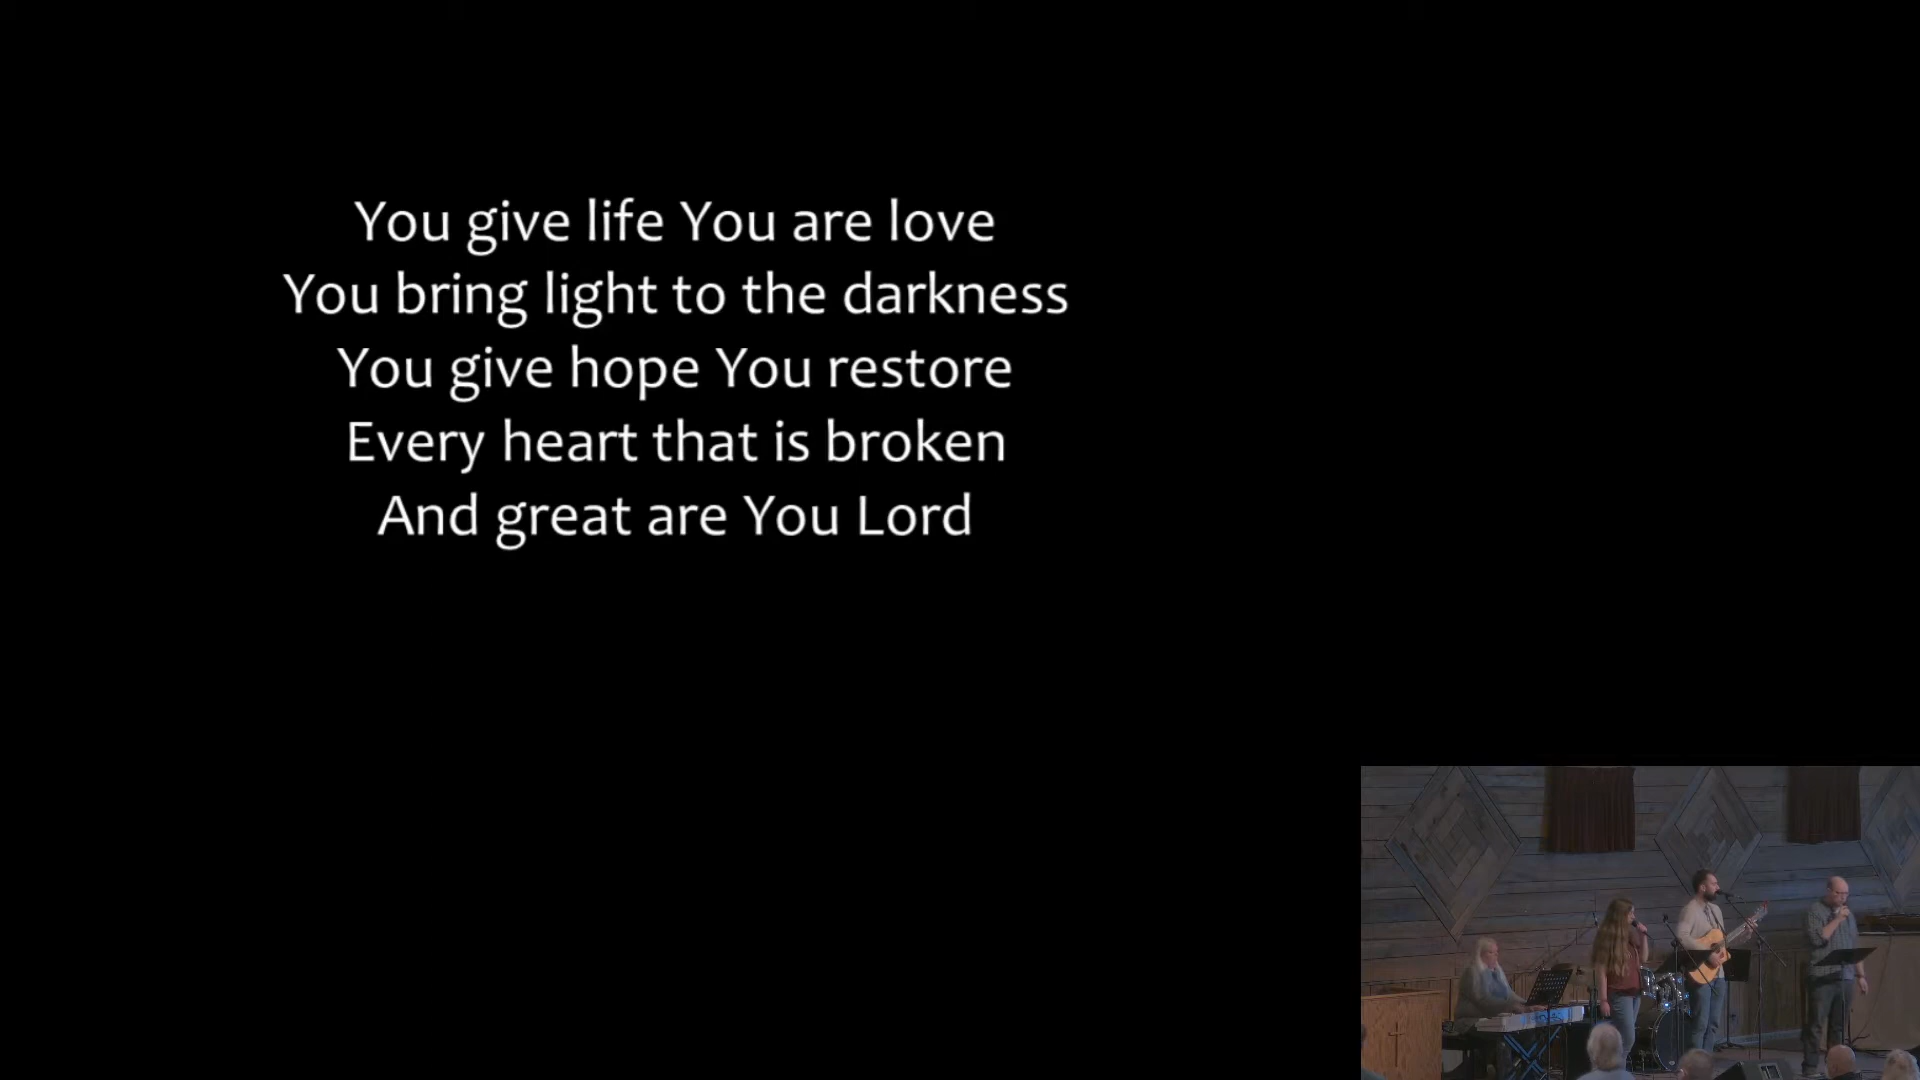 You give life You are love
You bring light to the darkness
You give hope You restore
Every heart that is broken
And great are You Lord